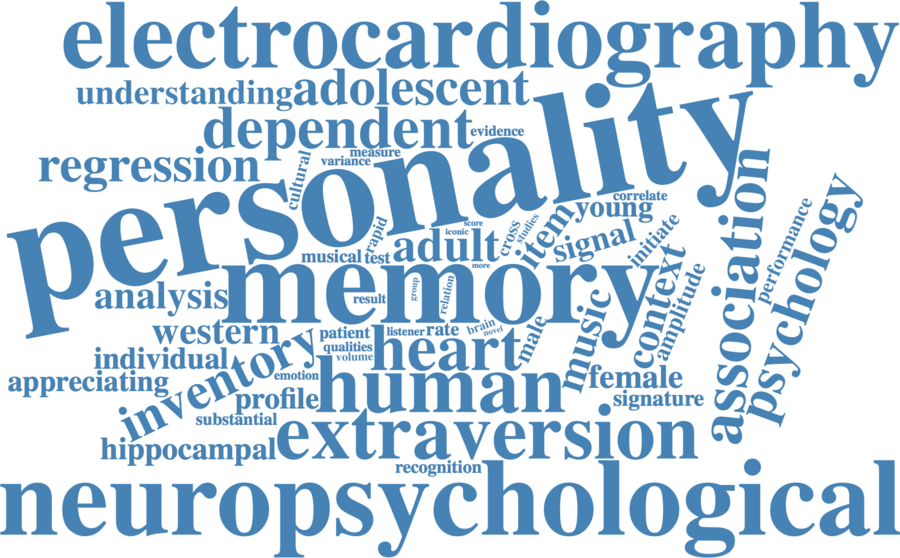 electrocardiography
understanding
adolescent
dependent
evidence
regression
cultural
variance
measure
personality
correlate
association
performance
psychology
rapid
score
iconic
cross
studies
item
young
musical
test
adult
more
signal
initiate
analysis
memory
result
group
relation
context
amplitude
western
inventory
patient
listener
rate
brain
novel
male
music
individual
qualities
volume
heart
appreciating
emotion
human
female
profile
signature
substantial
extraversion
hippocampal
recognition
neuropsychological